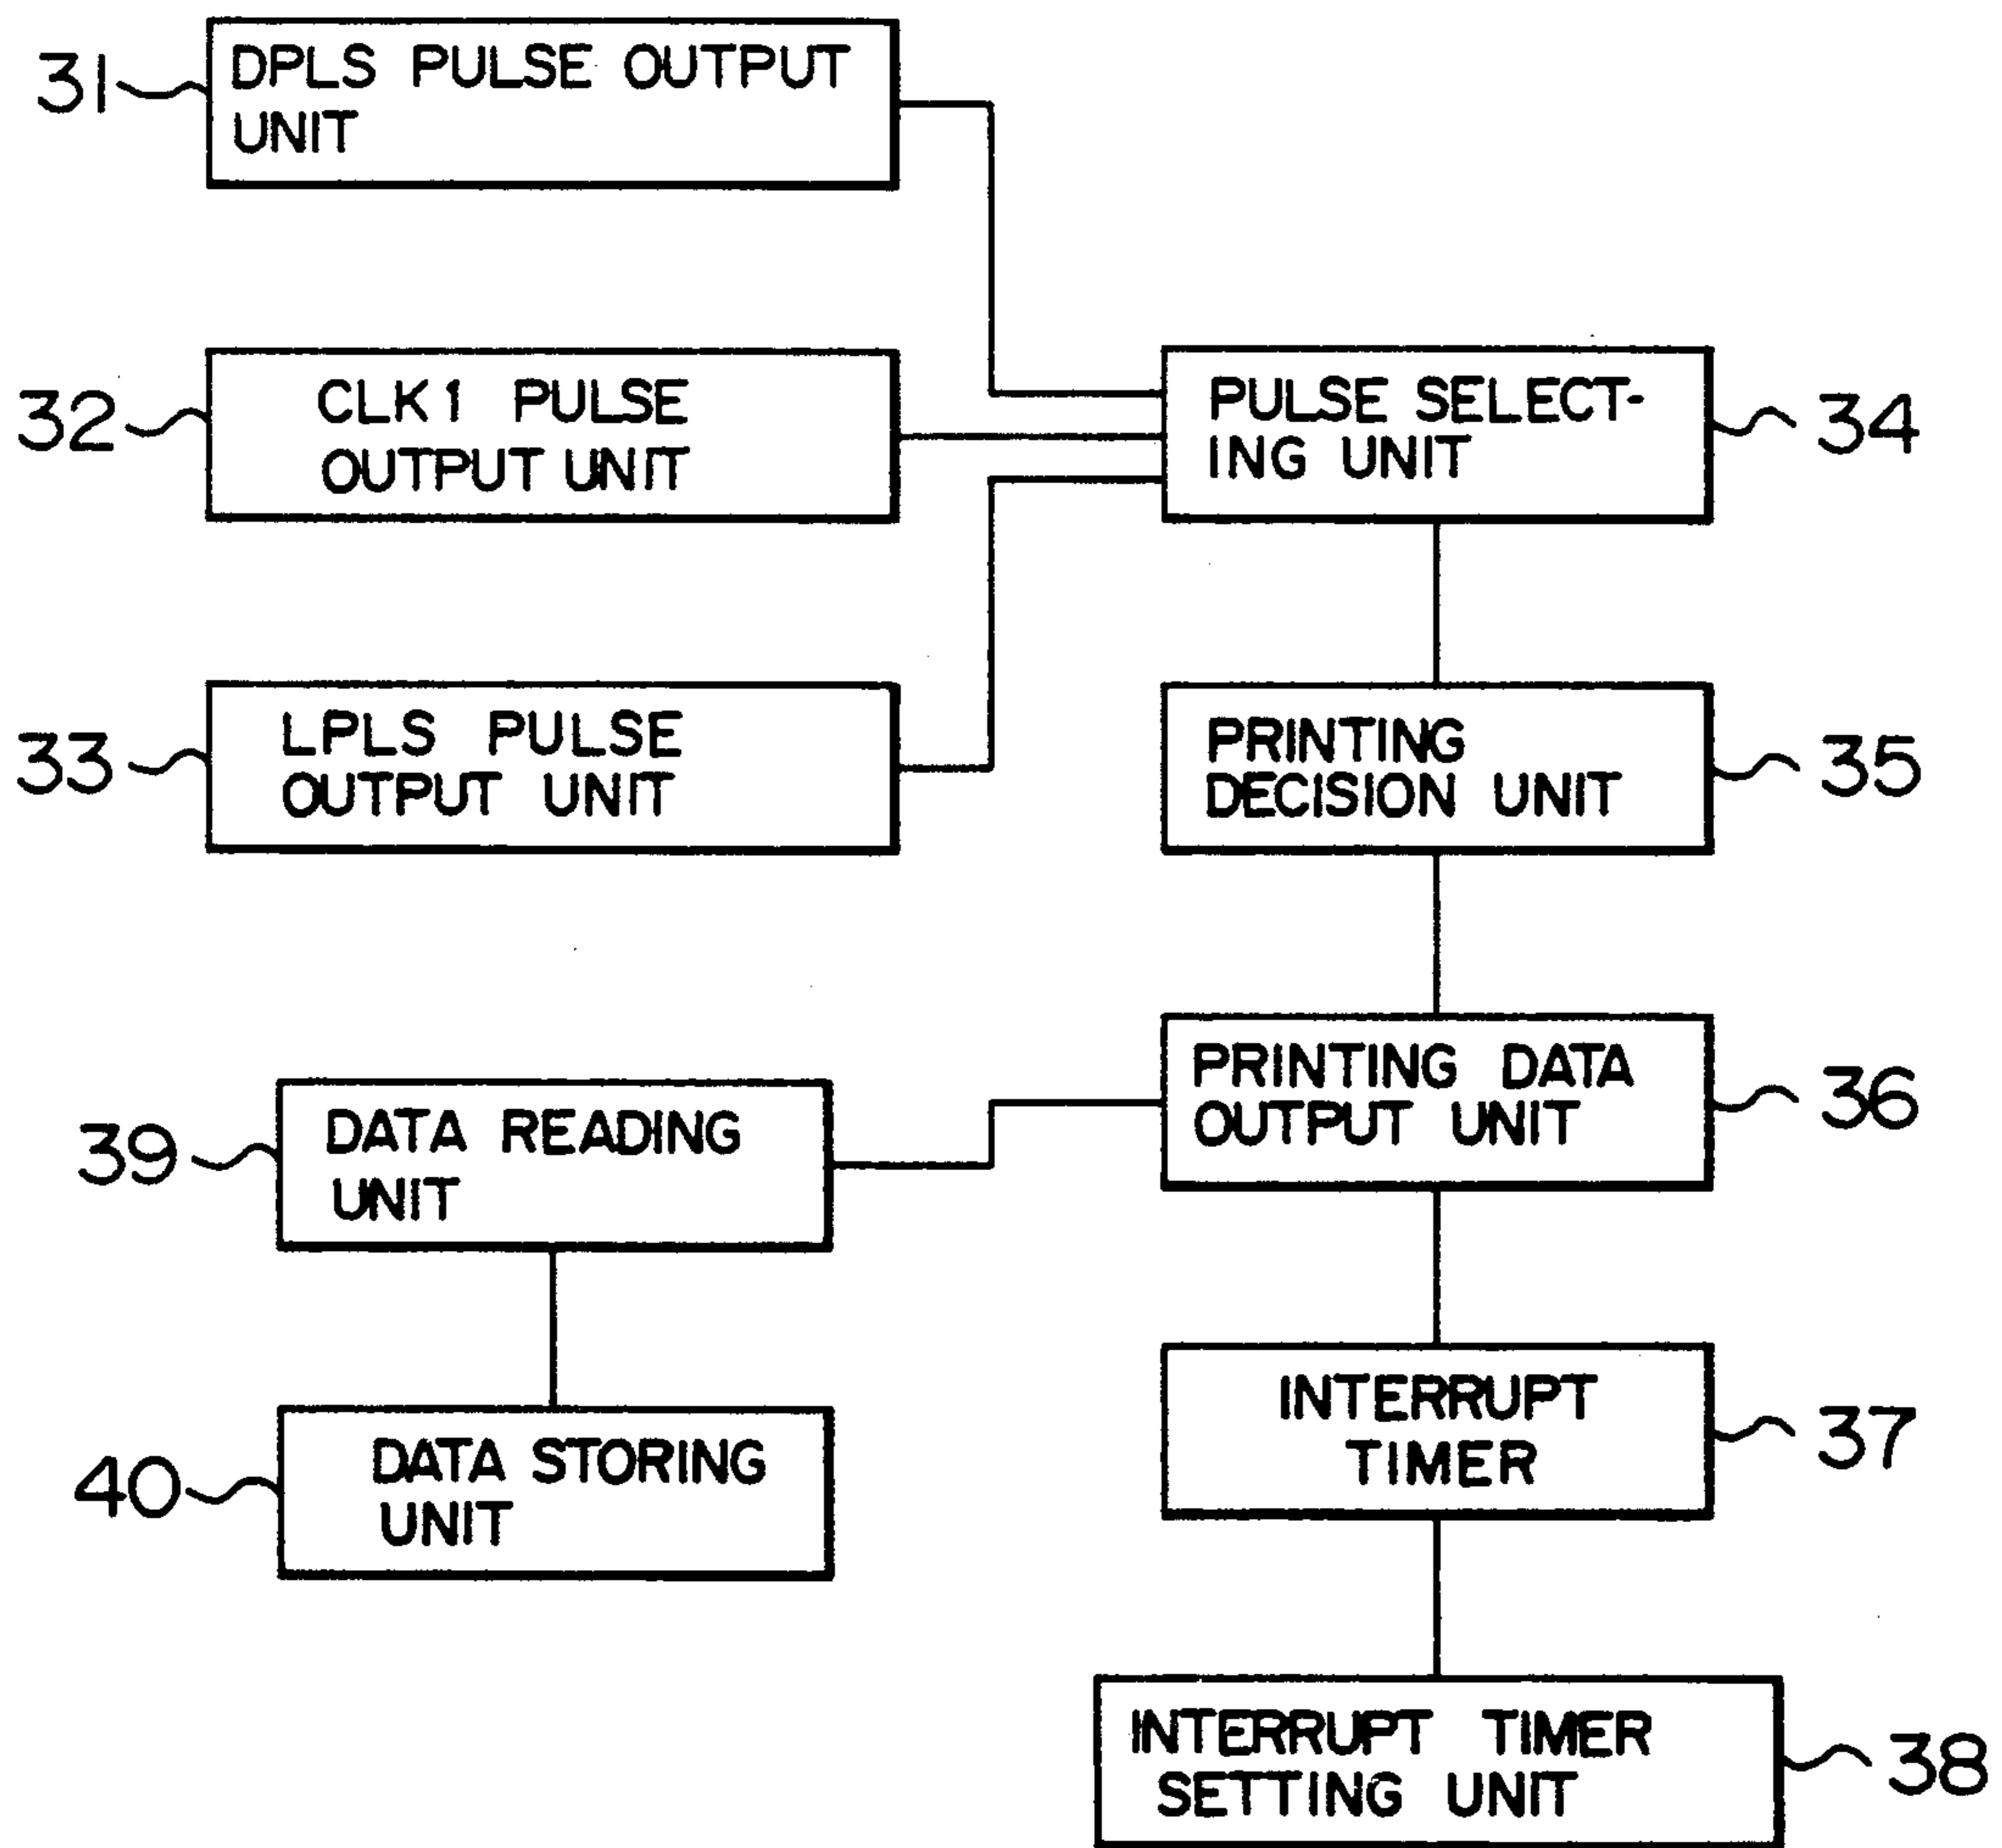 31
DPLS PULSE OUTPUT
UNIT
32
CLK1 PULSE
OUTPUT UNIT
PULSE SELECT-
ING UNIT
34
33
LPLS PULSE
OUTPUT UNIT
PRINTING
DECISION UNIT
35
PRINTING DATA
OUTPUT UNIT
36
39
DATA READING
UNIT
INTERRUPT
TIMER
37
40
DATA STORING
UNIT
INTERRUPT TIMER
SETTING UNIT
38